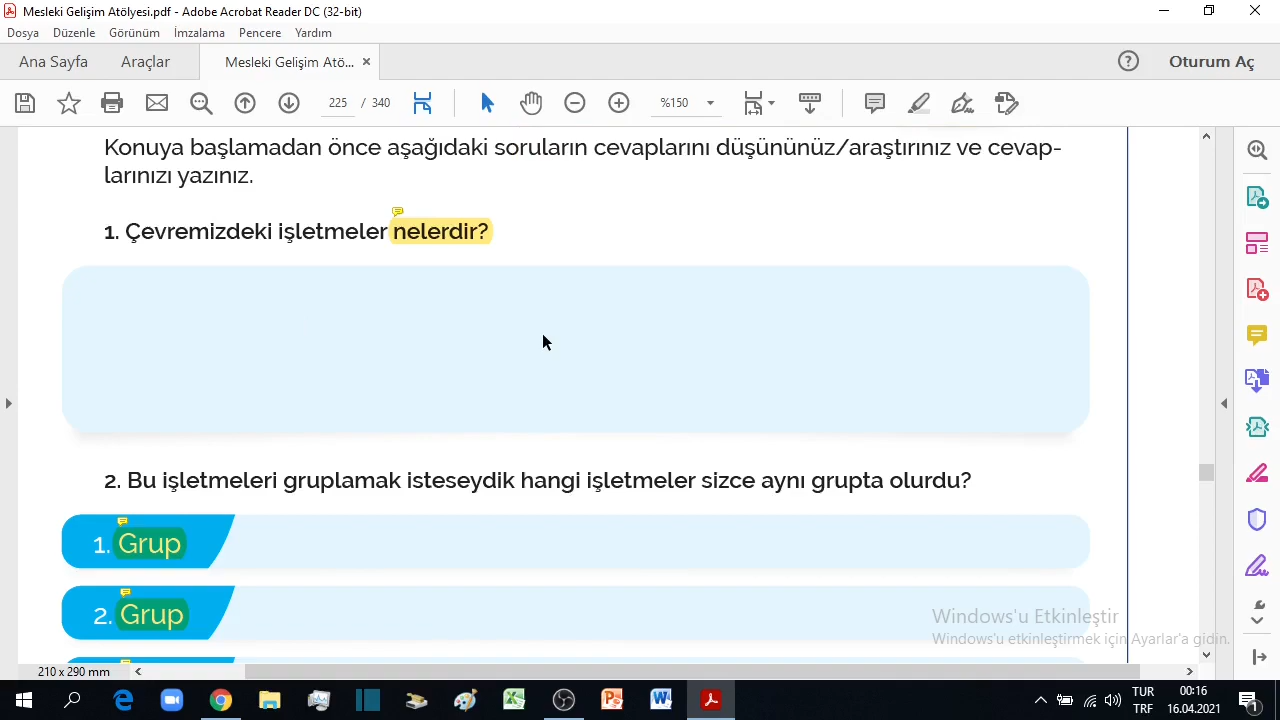 Mesleki Gelişim Atölyesi.pdf - Adobe Acrobat Reader DC (32-bit)
Dosya Düzenle Görünüm İmzalama Pencere Yardım
Ana Sayfa Araçlar Mesleki Gelişim Atö... × ? Oturum Aç
225 / 340 %150
Konuya başlamadan önce aşağıdaki soruların cevaplarını düşününüz/araştırınız ve cevap-
larınızı yazınız.
1. Çevremizdeki işletmeler nelerdir?
2. Bu işletmeleri gruplamak isteseydik hangi işletmeler sizce aynı grupta olurdu?
1. Grup
2. Grup
Windows'u Etkinleştir
Windows'u etkinleştirmek için Ayarlar'a gidin.
210 x 290 mm
TUR 00:16
TRF 16.04.2021 1